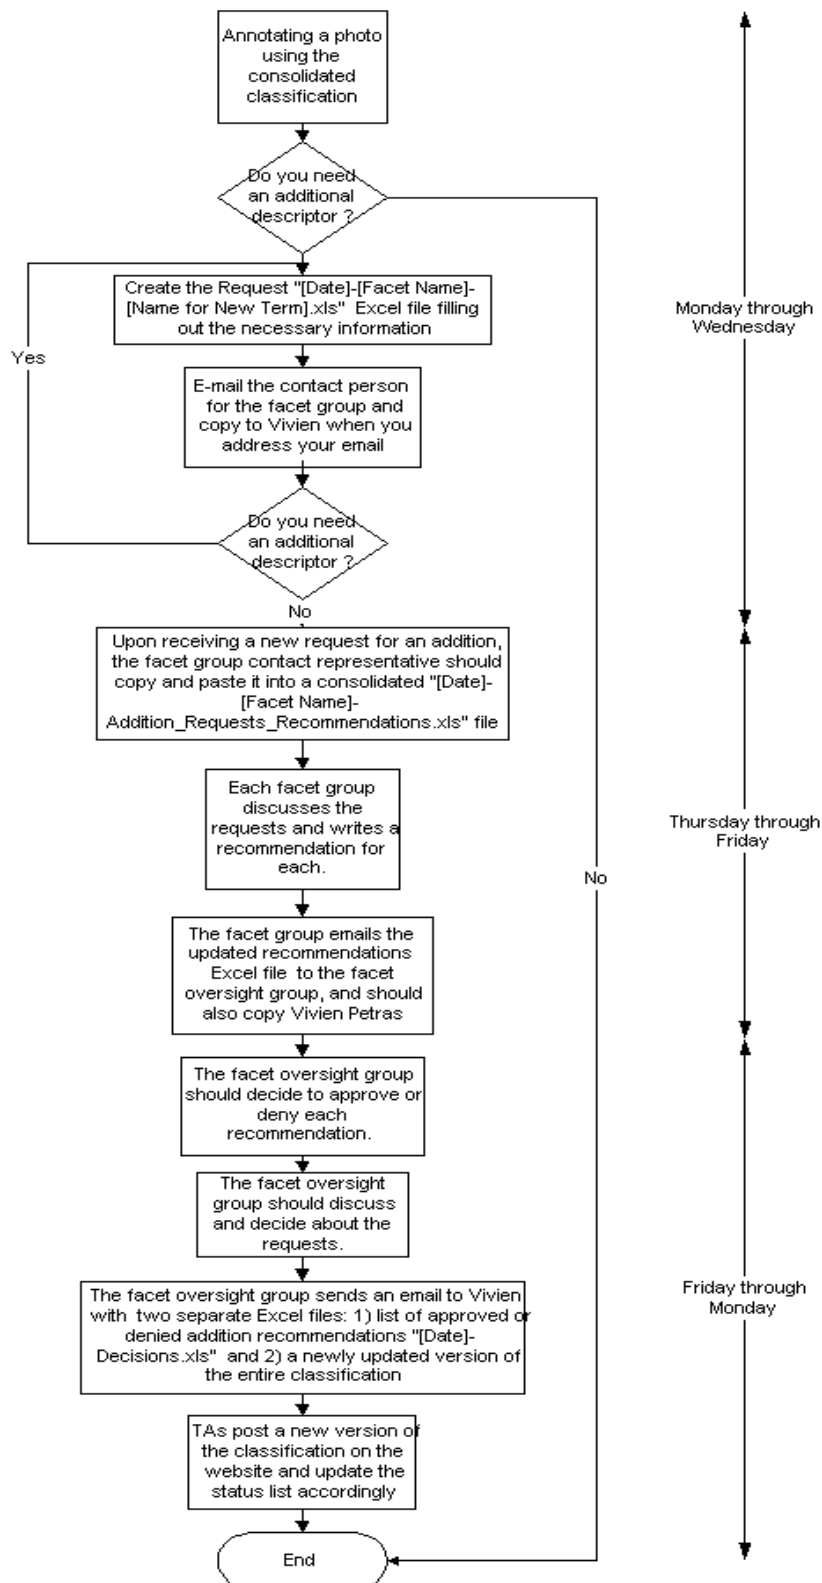 Annotating a photo
using the
consolidated
classification
Do you need
an additional
descriptor ?
Create the Request "[Date]-[Facet Name]-
[Name for New Term].xls" Excel file filling
out the necessary information
Monday through
Wednesday
Yes
E-mail the contact person
for the facet group and
copy to Vivien when you
address your email
Do you need
an additional
descriptor ?
No
Upon receiving a new request for an addition,
the facet group contact representative should
copy and paste it into a consolidated "[Date]-
[Facet Name]-
Addition_Requests_Recommendations.xls" file
Each facet group
discusses the
requests and writes a
recommendation for
each.
Thursday through
Friday
No
The facet group emails the
updated recommendations
Excel file to the facet
oversight group, and should
also copy Vivien Petras
The facet oversight group
should decide to approve or
deny each
recommendation.
The facet oversight
group should discuss
and decide about the
requests.
The facet oversight group sends an email to Vivien
with two separate Excel files: 1) list of approved or
denied addition recommendations "[Date]-
Decisions.xls" and 2) a newly updated version of
the entire classification
Friday through
Monday
TAs post a new version of
the classification on the
website and update the
status list accordingly
End